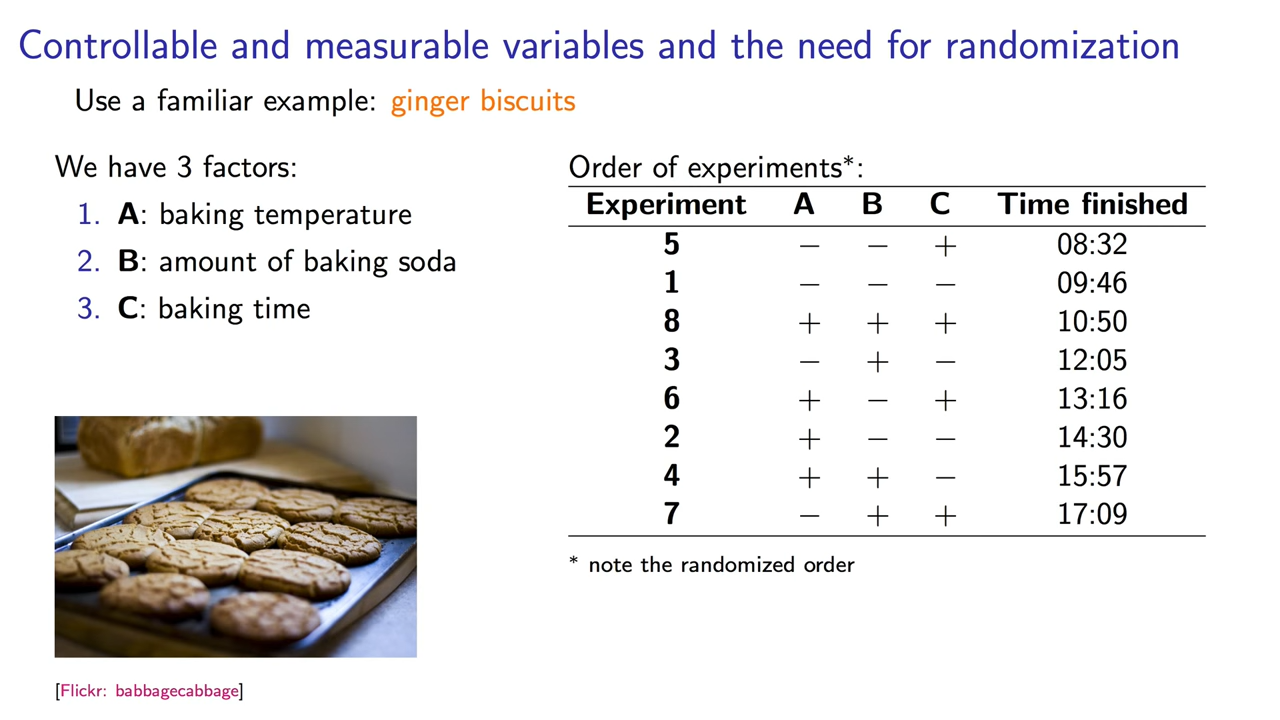 Controllable and measurable variables and the need for randomization
Use a familiar example: ginger biscuits
We have 3 factors:
1. A: baking temperature
2. B: amount of baking soda
3. C: baking time
[Flickr: babbagecabbage]
Order of experiments*:
Experiment A B C Time finished
5 − − + 08:32
1 − − − 09:46
8 + + + 10:50
3 − + − 12:05
6 + − + 13:16
2 + − − 14:30
4 + + − 15:57
7 − + + 17:09
* note the randomized order